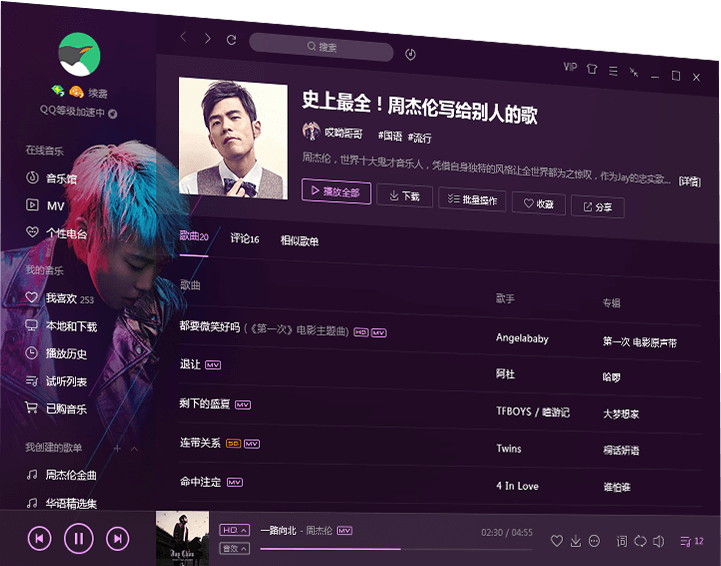 搜索
VIP
续费
QQ等级加速中
史上最全！周杰伦写给别人的歌
哎呦哥哥 #国语 #流行
周杰伦，世界十大鬼才音乐人，凭借自身独特的风格让全世界都为之惊叹，作为Jay的忠实歌... [详情]
播放全部 下载 批量操作 收藏 分享
在线音乐
音乐馆
MV
个性电台
我的音乐
我喜欢 253
本地和下载
播放历史
试听列表
已购音乐
我创建的歌单
周杰伦金曲
华语精选集
歌曲20 评论16 相似歌单
歌曲 歌手 专辑
都要微笑好吗 (《第一次》电影主题曲) HQ MV Angelababy 第一次 电影原声带
退让 MV 阿杜 哈啰
剩下的盛夏 MV TFBOYS / 嘻游记 大梦想家
连带关系 SQ MV Twins 桐话妍语
命中注定 MV 4 In Love 谁怕谁
Jay Chou
HQ 一路向北 - 周杰伦 MV 02:30 / 04:55
音效
词 12